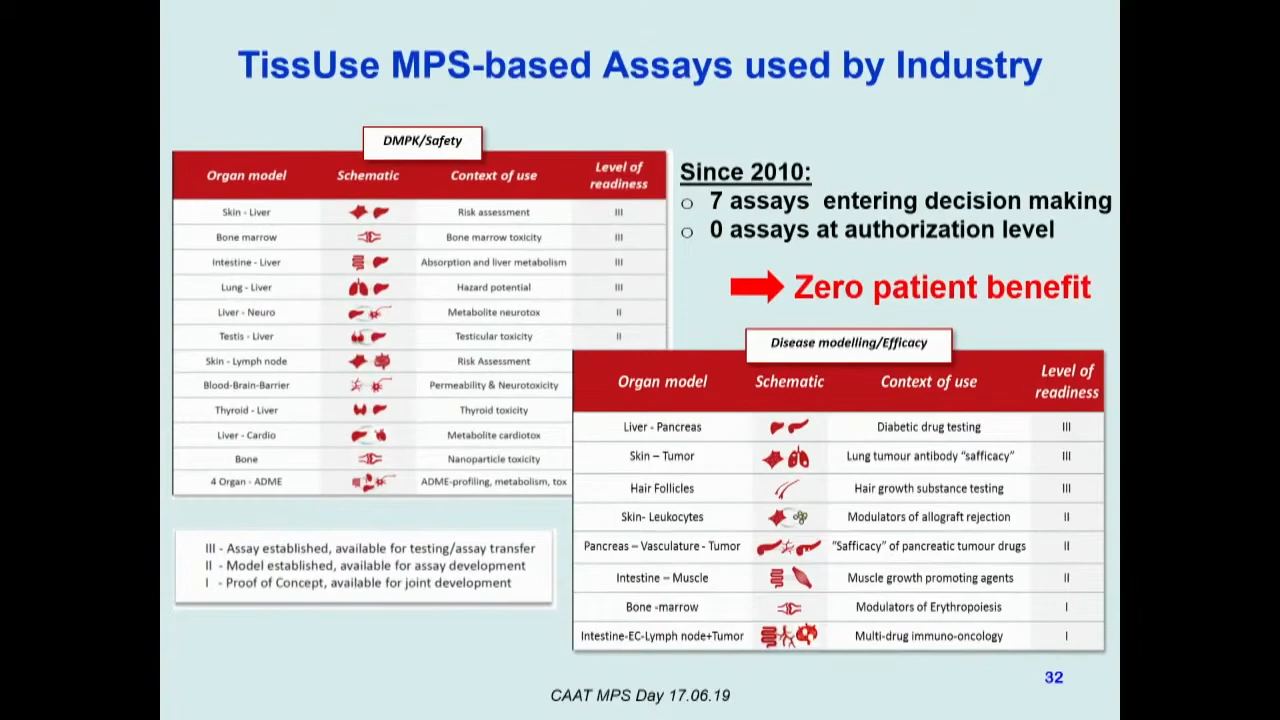 TissUse MPS-based Assays used by Industry
DMPK/Safety
Organ model Schematic Context of use Level of readiness
Skin - Liver Risk assessment III
Bone marrow Bone marrow toxicity III
Intestine - Liver Absorption and liver metabolism III
Lung - Liver Hazard potential III
Liver - Neuro Metabolite neurotox II
Testis - Liver Testicular toxicity II
Skin - Lymph node Risk Assessment
Blood-Brain-Barrier Permeability & Neurotoxicity
Thyroid - Liver Thyroid toxicity
Liver - Cardio Metabolite cardiotox
Bone Nanoparticle toxicity
4 Organ - ADME ADME-profiling, metabolism, tox
III - Assay established, available for testing/assay transfer
II - Model established, available for assay development
I - Proof of Concept, available for joint development
Since 2010:
o 7 assays entering decision making
o 0 assays at authorization level
Zero patient benefit
Disease modelling/Efficacy
Organ model Schematic Context of use Level of readiness
Liver - Pancreas Diabetic drug testing III
Skin – Tumor Lung tumour antibody “safficacy” III
Hair Follicles Hair growth substance testing III
Skin- Leukocytes Modulators of allograft rejection II
Pancreas – Vasculature - Tumor “Safficacy” of pancreatic tumour drugs II
Intestine – Muscle Muscle growth promoting agents II
Bone -marrow Modulators of Erythropoiesis I
Intestine-EC-Lymph node+Tumor Multi-drug immuno-oncology I
32
CAAT MPS Day 17.06.19